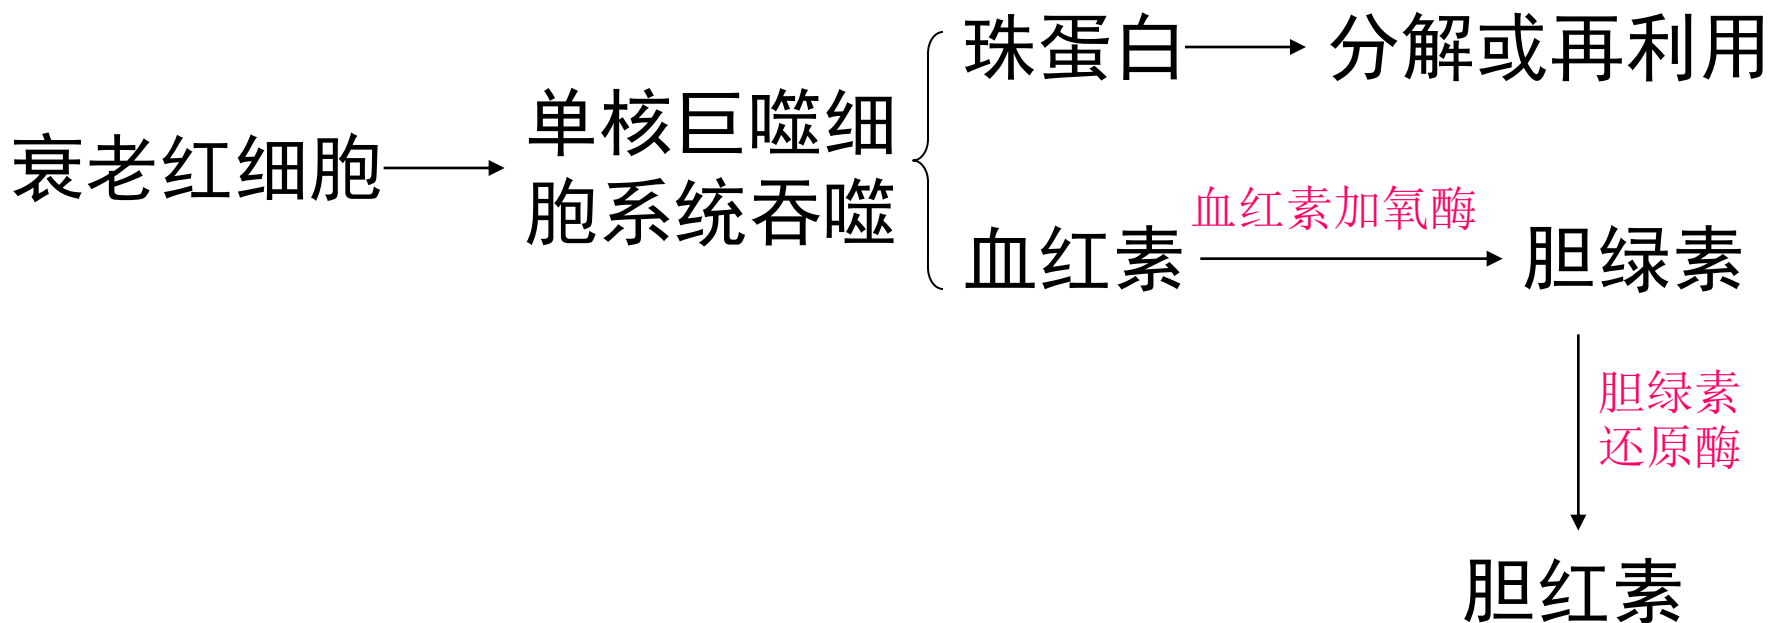 衰老红细胞
单核巨噬细
胞系统吞噬
珠蛋白
分解或再利用
血红素
血红素加氧酶
胆绿素
胆绿素
还原酶
胆红素